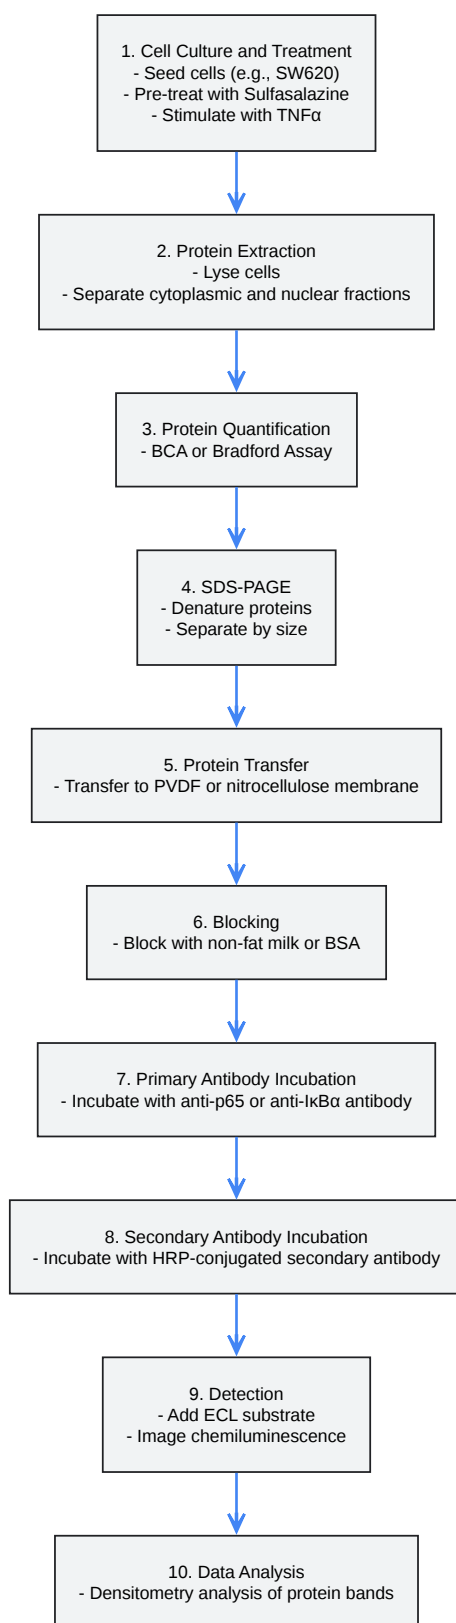 1. Cell Culture and Treatment
- Seed cells (e.g., SW620)
- Pre-treat with Sulfasalazine
- Stimulate with TNFα
2. Protein Extraction
- Lyse cells
- Separate cytoplasmic and nuclear fractions
3. Protein Quantification
- BCA or Bradford Assay
4. SDS-PAGE
- Denature proteins
- Separate by size
5. Protein Transfer
- Transfer to PVDF or nitrocellulose membrane
6. Blocking
- Block with non-fat milk or BSA
7. Primary Antibody Incubation
- Incubate with anti-p65 or anti-IκBα antibody
8. Secondary Antibody Incubation
- Incubate with HRP-conjugated secondary antibody
9. Detection
- Add ECL substrate
- Image chemiluminescence
10. Data Analysis
- Densitometry analysis of protein bands